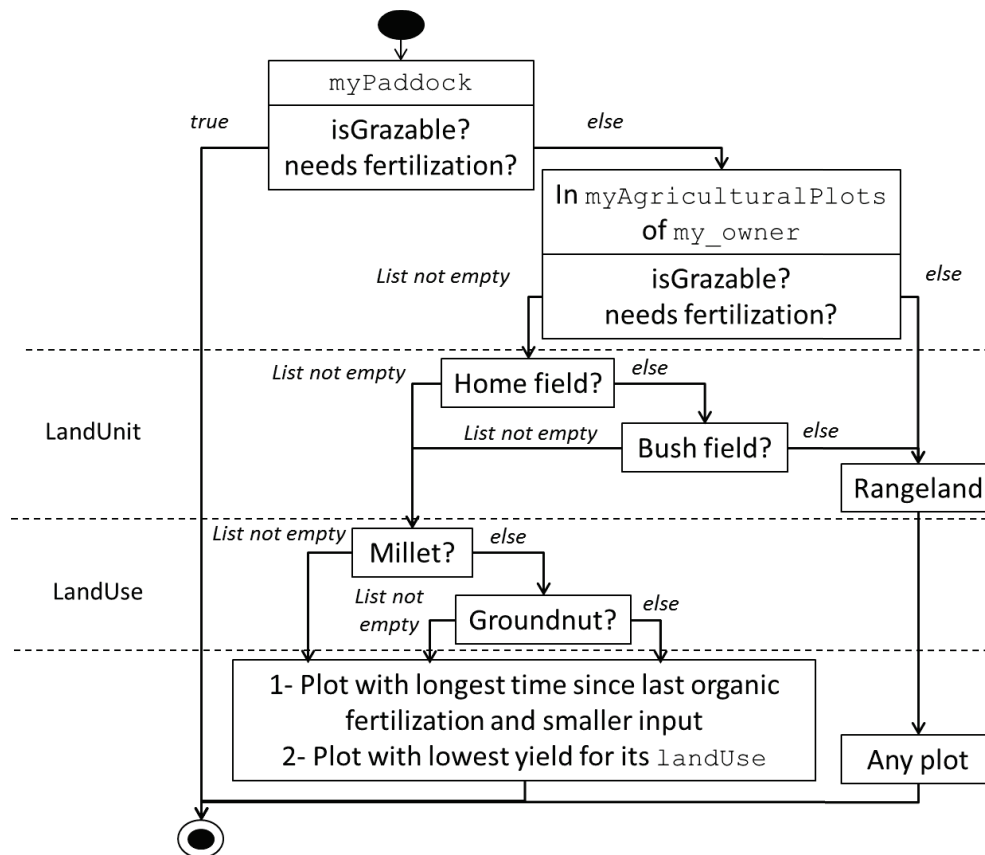 myPaddock
true
isGrazable?
needs fertilization?
else
In myAgriculturalPlots
of my_owner
List not empty
isGrazable?
needs fertilization?
else
List not empty
Home field?
else
LandUnit
List not empty
Bush field?
else
Rangeland
List not empty
Millet?
else
LandUse
List not
empty
Groundnut?
else
1- Plot with longest time since last organic
fertilization and smaller input
2- Plot with lowest yield for its landUse
Any plot